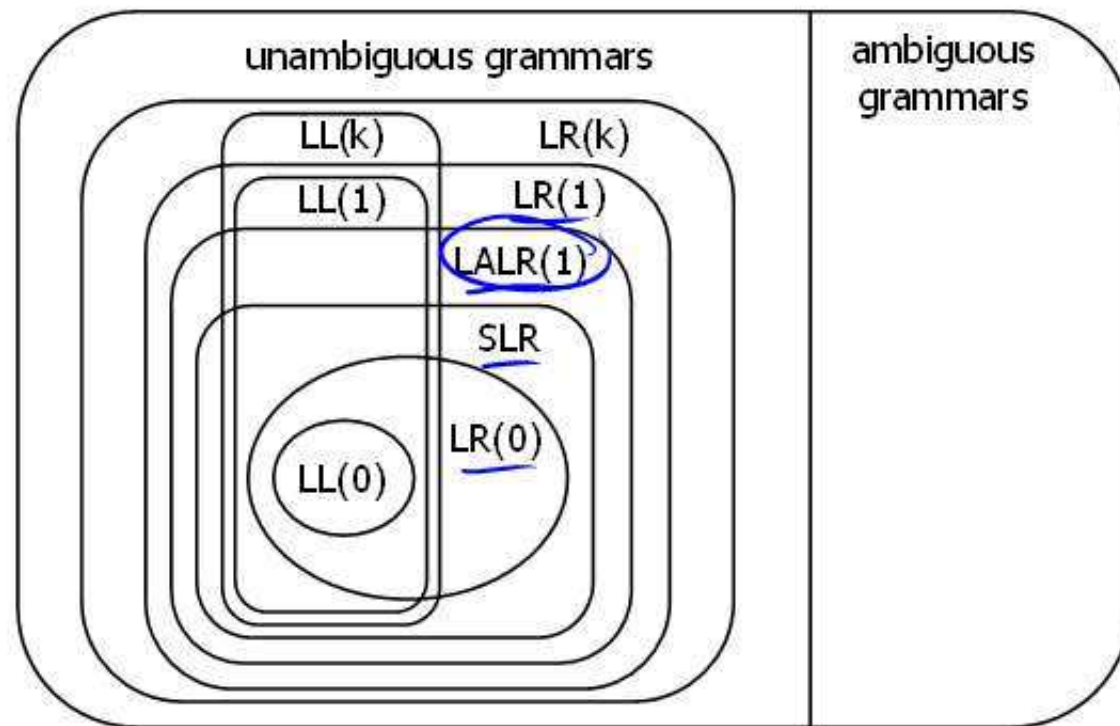 unambiguous grammars
ambiguous
grammars
LL(k)
LR(k)
LL(1)
LR(1)
LALR(1)
SLR
LR(0)
LL(0)